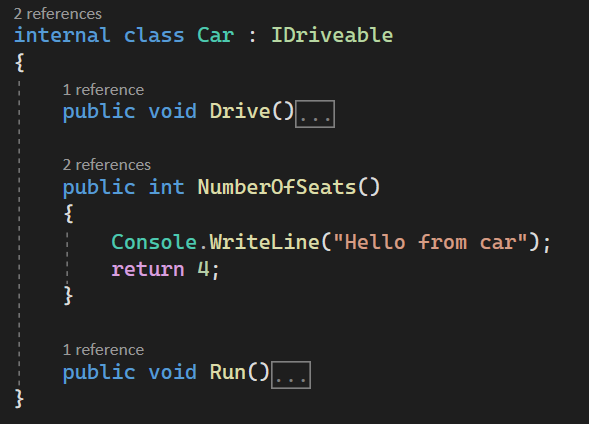 2 references
internal class Car : IDriveable
{
1 reference
public void Drive()...
2 references
public int NumberOfSeats()
{
Console.WriteLine("Hello from car");
return 4;
}
1 reference
public void Run()...
}